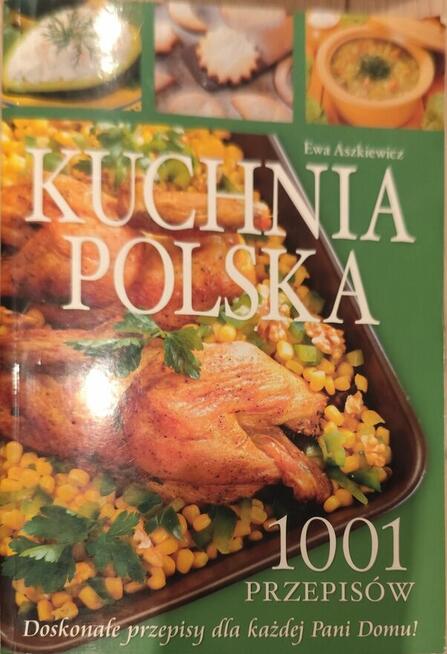 Ewa Aszkiewicz
KUCHNIA
POLSKA
1001
PRZEPISÓW
Doskonałe przepisy dla każdej Pani Domu!